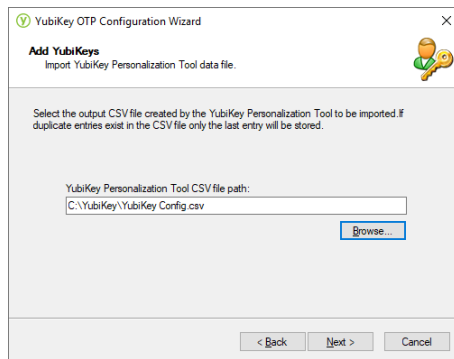 YubiKey OTP Configuration Wizard
Add YubiKeys
Import YubiKey Personalization Tool data file.
Select the output CSV file created by the YubiKey Personalization Tool to be imported.If
duplicate entries exist in the CSV file only the last entry will be stored.
YubiKey Personalization Tool CSV file path:
C:\YubiKey\YubiKey Config.csv
Browse...
< Back Next > Cancel